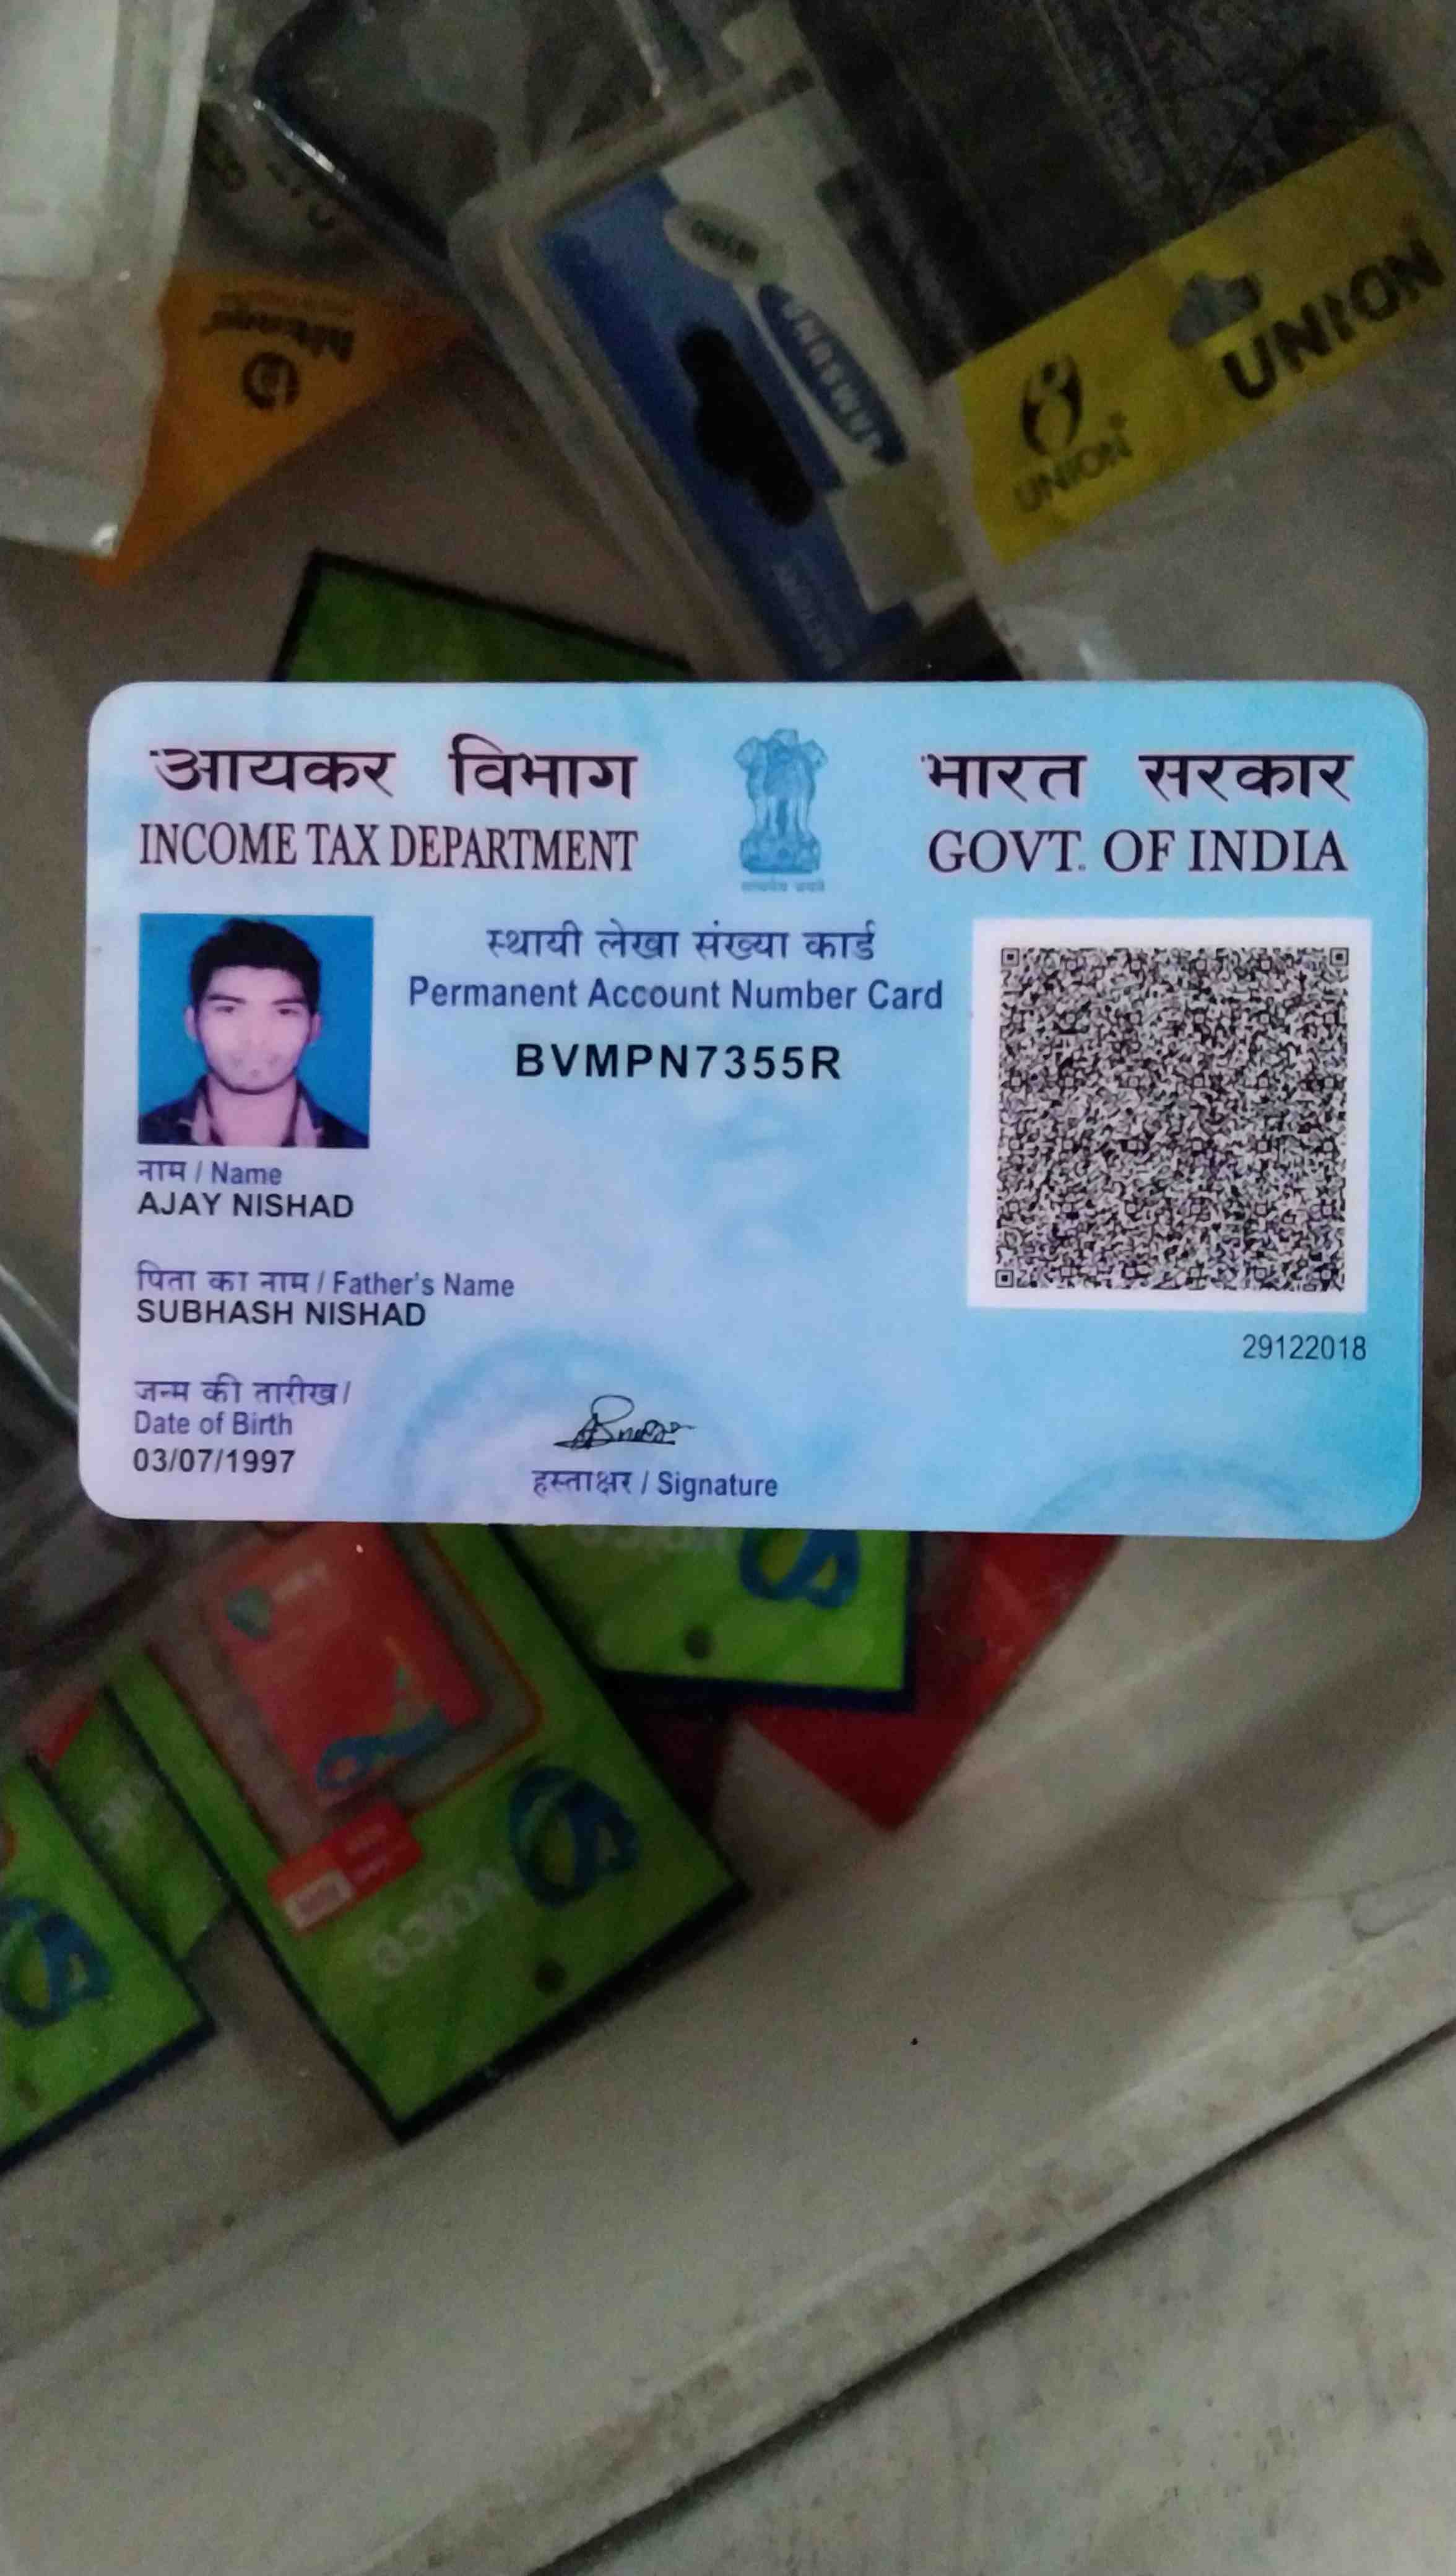 SAMSUNG
UNION
UNION
आयकर विभाग
INCOME TAX DEPARTMENT
भारत सरकार
GOVT. OF INDIA
स्थायी लेखा संख्या कार्ड
Permanent Account Number Card
BVMPN7355R
नाम / Name
AJAY NISHAD
पिता का नाम / Father's Name
SUBHASH NISHAD
29122018
जन्म की तारीख /
Date of Birth
03/07/1997
हस्ताक्षर / Signature